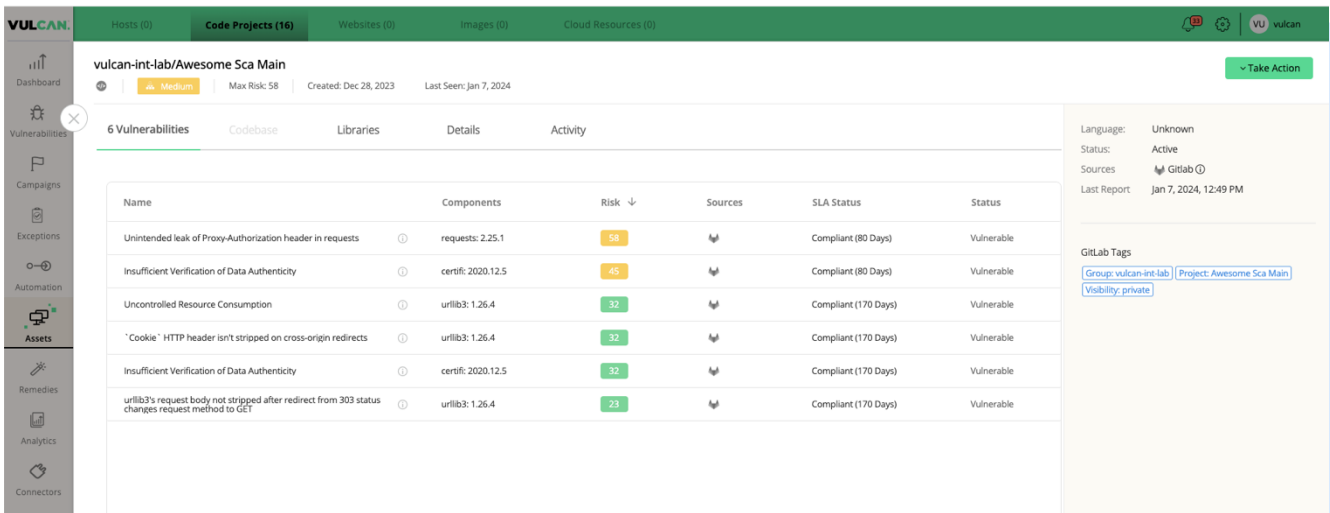 VULCAN.
Hosts (0)
Code Projects (16)
Websites (0)
Images (0)
Cloud Resources (0)
23
VU
vulcan
Dashboard
Vulnerabilities
Campaigns
Exceptions
Automation
Assets
Remedies
Analytics
Connectors
vulcan-int-lab/Awesome Sca Main
Medium
Max Risk: 58
Created: Dec 28, 2023
Last Seen: Jan 7, 2024
Take Action
6 Vulnerabilities
Codebase
Libraries
Details
Activity
Name Components Risk Sources SLA Status Status
Unintended leak of Proxy-Authorization header in requests requests: 2.25.1 58 Compliant (80 Days) Vulnerable
Insufficient Verification of Data Authenticity certifi: 2020.12.5 45 Compliant (80 Days) Vulnerable
Uncontrolled Resource Consumption urllib3: 1.26.4 32 Compliant (170 Days) Vulnerable
`Cookie` HTTP header isn't stripped on cross-origin redirects urllib3: 1.26.4 32 Compliant (170 Days) Vulnerable
Insufficient Verification of Data Authenticity certifi: 2020.12.5 32 Compliant (170 Days) Vulnerable
urllib3's request body not stripped after redirect from 303 status
changes request method to GET urllib3: 1.26.4 23 Compliant (170 Days) Vulnerable
Language: Unknown
Status: Active
Sources Gitlab
Last Report Jan 7, 2024, 12:49 PM
GitLab Tags
Group: vulcan-int-lab Project: Awesome Sca Main
Visibility: private